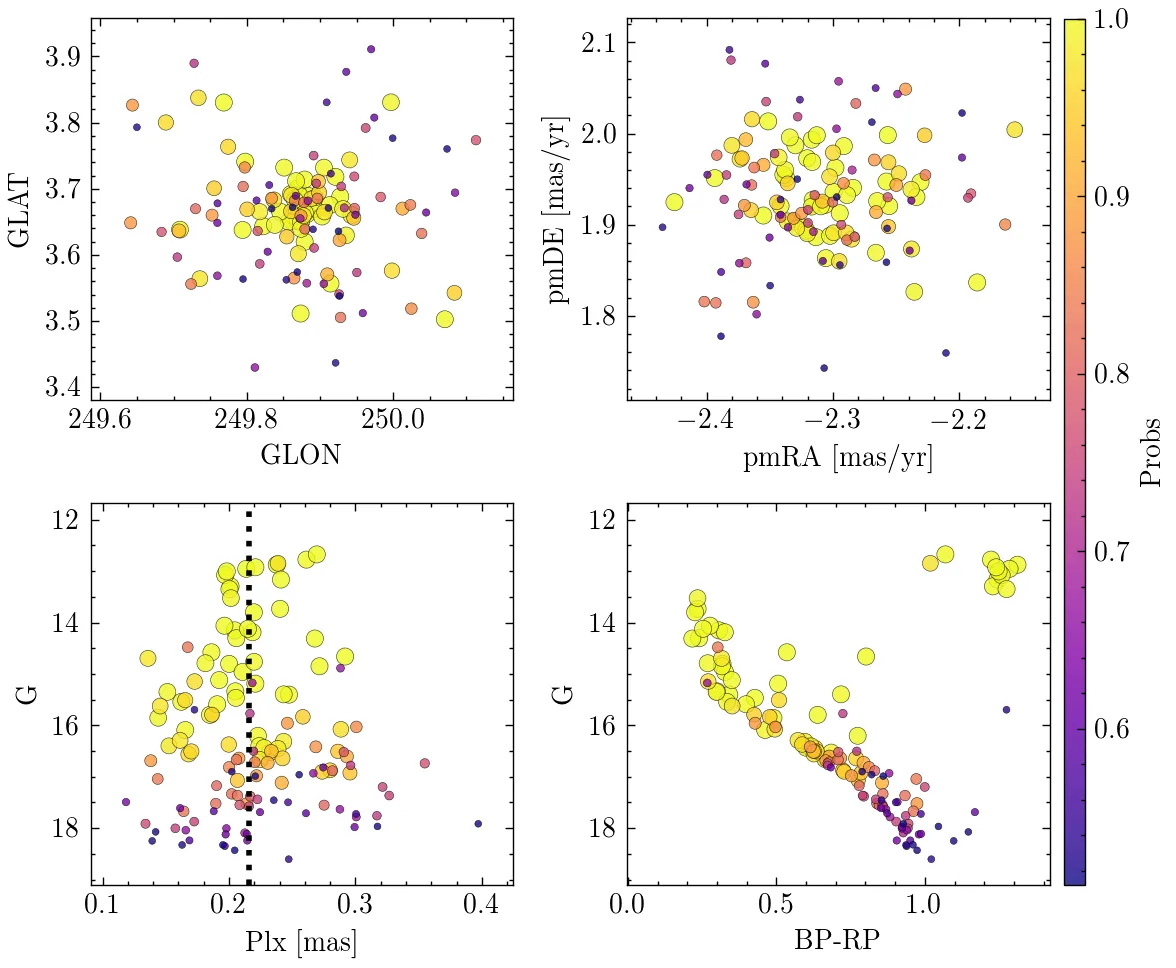 3.9
3.8
3.7
3.6
3.5
3.4
GLAT
249.6 249.8 250.0
GLON
2.1
2.0
1.9
1.8
pmDE [mas/yr]
−2.4 −2.3 −2.2
pmRA [mas/yr]
1.0
0.9
0.8
0.7
0.6
Probs
12
14
16
18
G
0.1 0.2 0.3 0.4
Plx [mas]
12
14
16
18
G
0.0 0.5 1.0
BP-RP